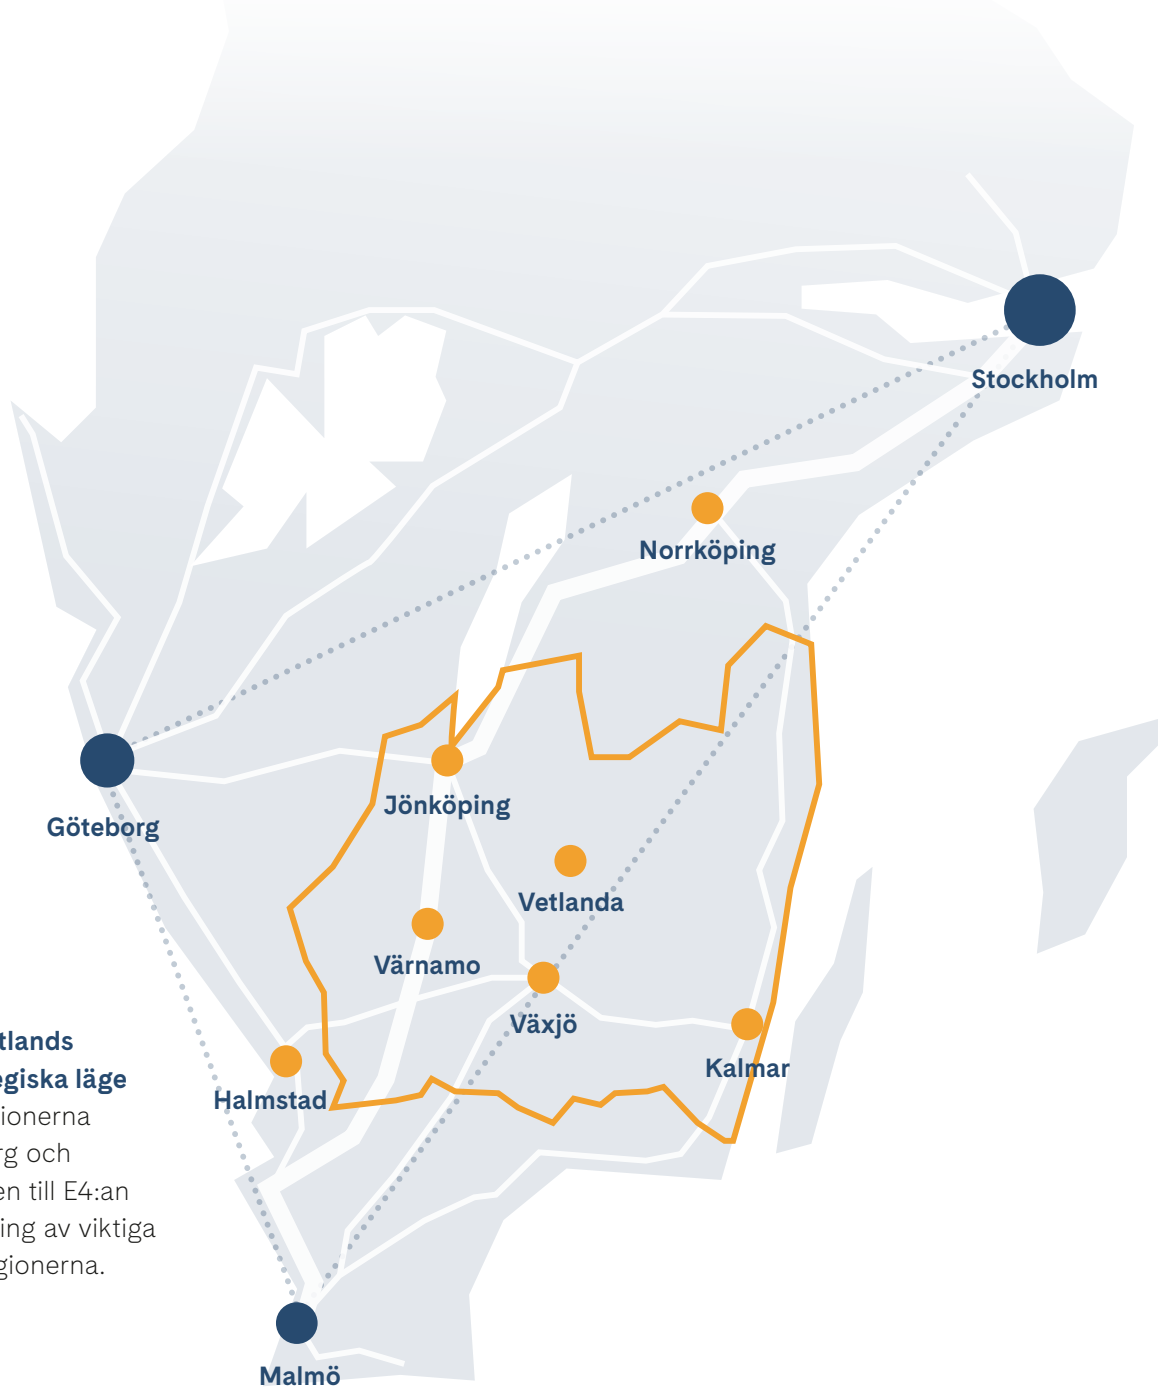 Stockholm
Norrköping
Jönköping
Göteborg
Vetlanda
Värnamo
Växjö
Kalmar
Halmstad
tlands
egiska läge
ionerna
rg och
en till E4:an
ing av viktiga
gionerna.
Malmö